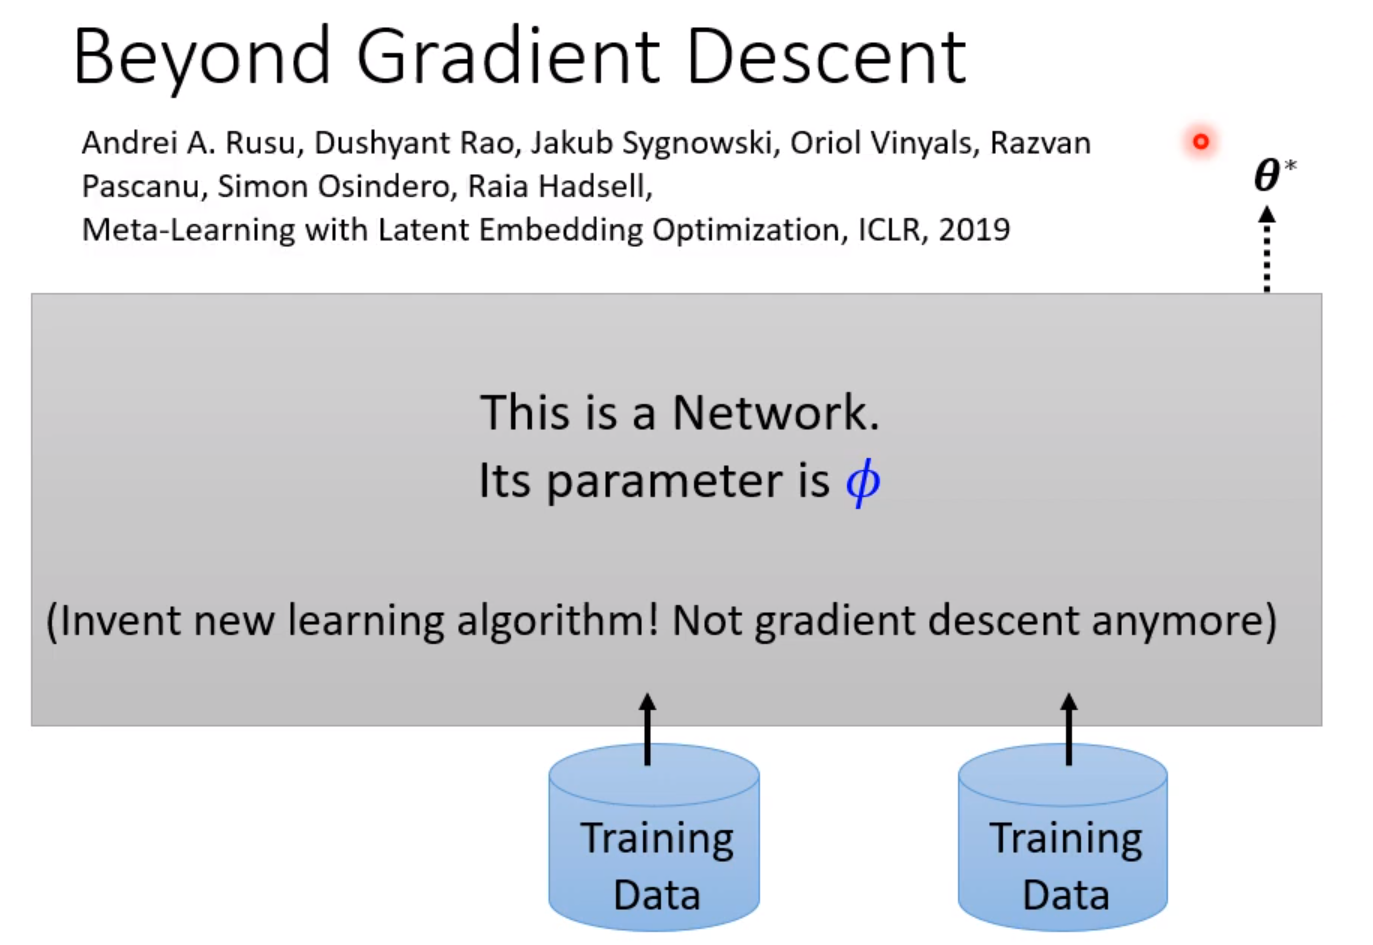 Beyond Gradient Descent
Andrei A. Rusu, Dushyant Rao, Jakub Sygnowski, Oriol Vinyals, Razvan
Pascanu, Simon Osindero, Raia Hadsell,
Meta-Learning with Latent Embedding Optimization, ICLR, 2019
θ*
This is a Network.
Its parameter is ϕ
(Invent new learning algorithm! Not gradient descent anymore)
Training
Data
Training
Data